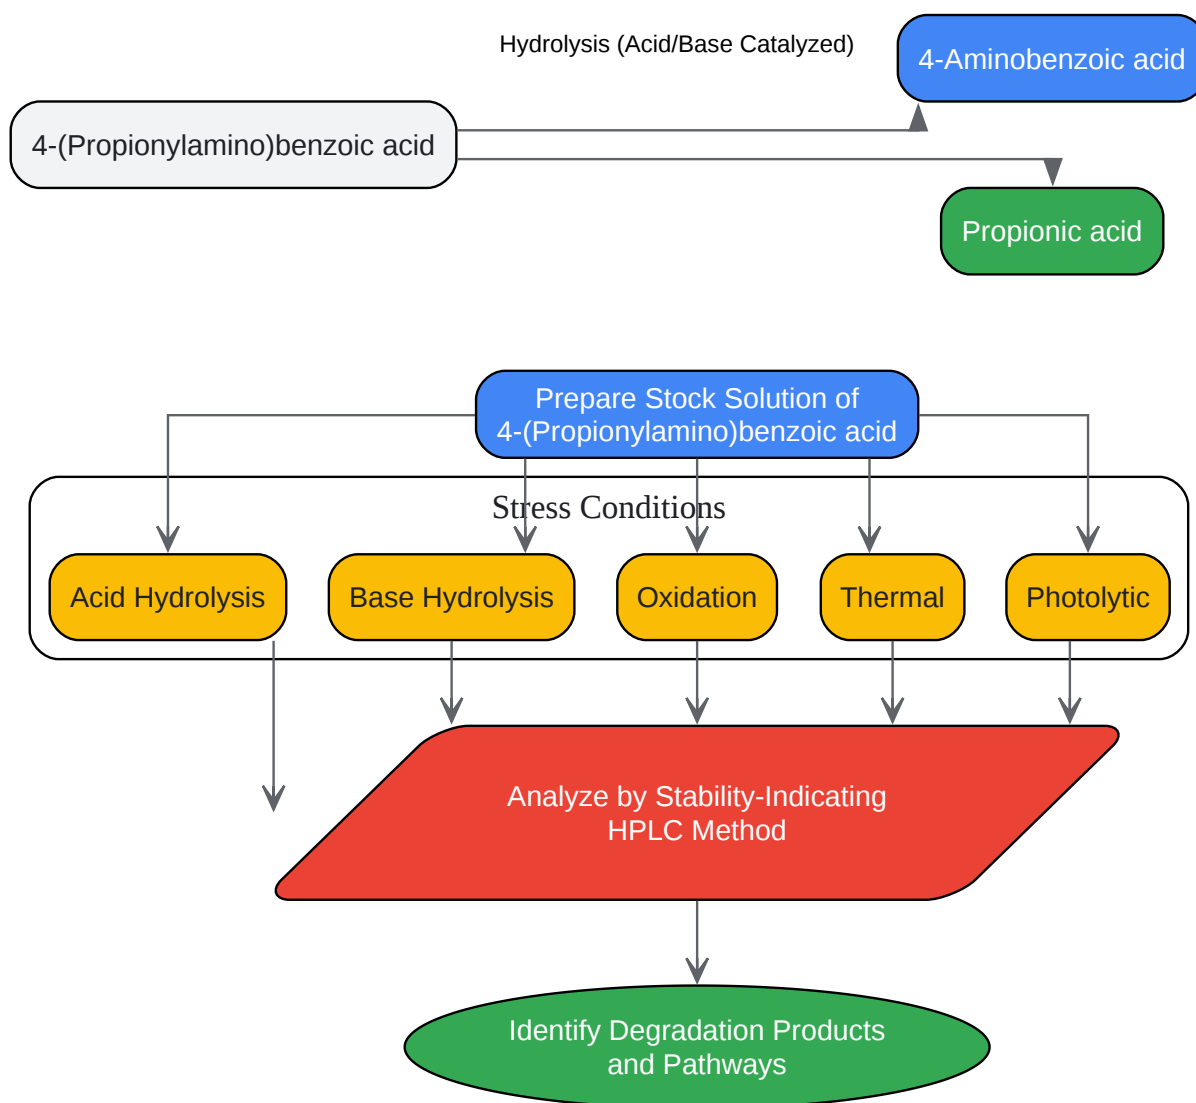 Hydrolysis (Acid/Base Catalyzed)
4-Aminobenzoic acid
4-(Propionylamino)benzoic acid
Propionic acid
Prepare Stock Solution of
4-(Propionylamino)benzoic acid
Stress Conditions
Acid Hydrolysis
Base Hydrolysis
Oxidation
Thermal
Photolytic
Analyze by Stability-Indicating
HPLC Method
Identify Degradation Products
and Pathways